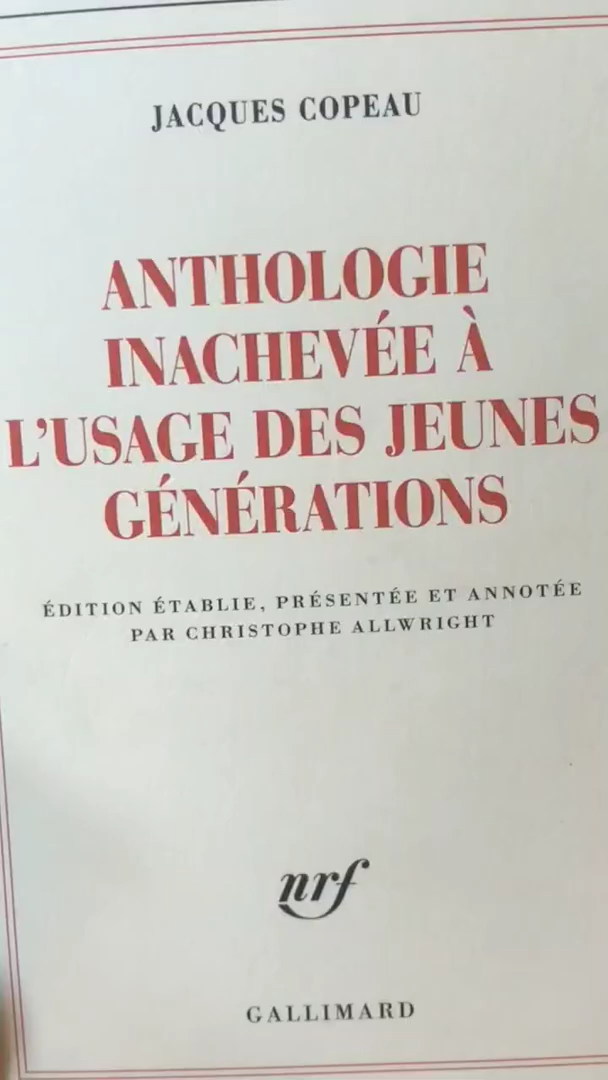 JACQUES COPEAU
ANTHOLOGIE
INACHEVÉE À
L'USAGE DES JEUNES
GÉNÉRATIONS
ÉDITION ÉTABLIE, PRÉSENTÉE ET ANNOTÉE
PAR CHRISTOPHE ALLWRIGHT
nrf
GALLIMARD